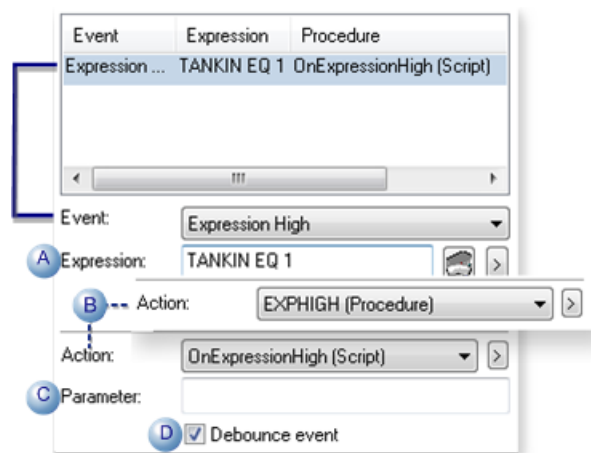 Event Expression Procedure
Expression ... TANKIN EQ 1 OnExpressionHigh (Script)
Event: Expression High
A Expression: TANKIN EQ 1
B Action: EXPHIGH (Procedure)
Action: OnExpressionHigh (Script)
C Parameter:
D Debounce event